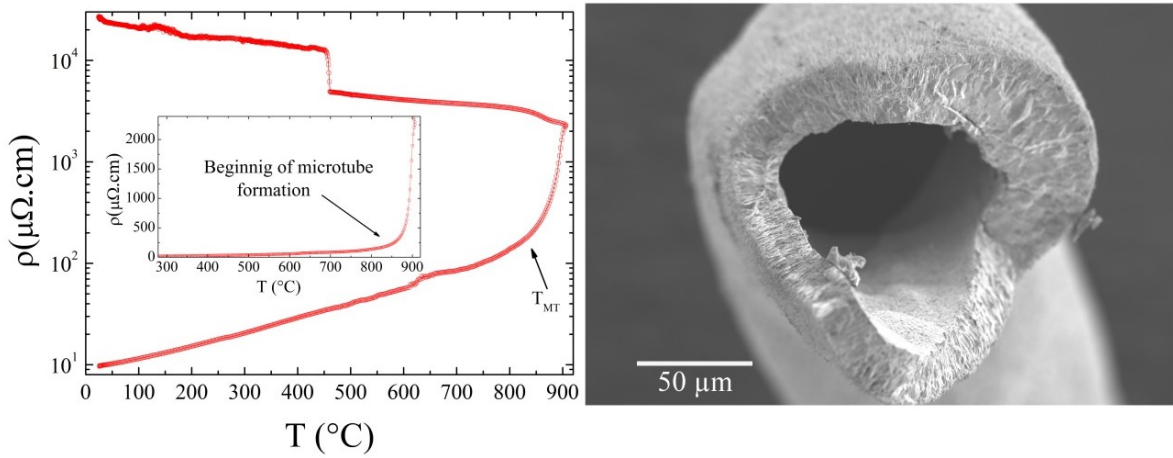 ρ(μΩ.cm)
10⁴
10³
10²
10¹
0 100 200 300 400 500 600 700 800 900
T (°C)
ρ(μΩ.cm)
2000
1500
1000
500
0
300 400 500 600 700 800 900
T (°C)
Beginnig of microtube
formation
T_MT
50 μm